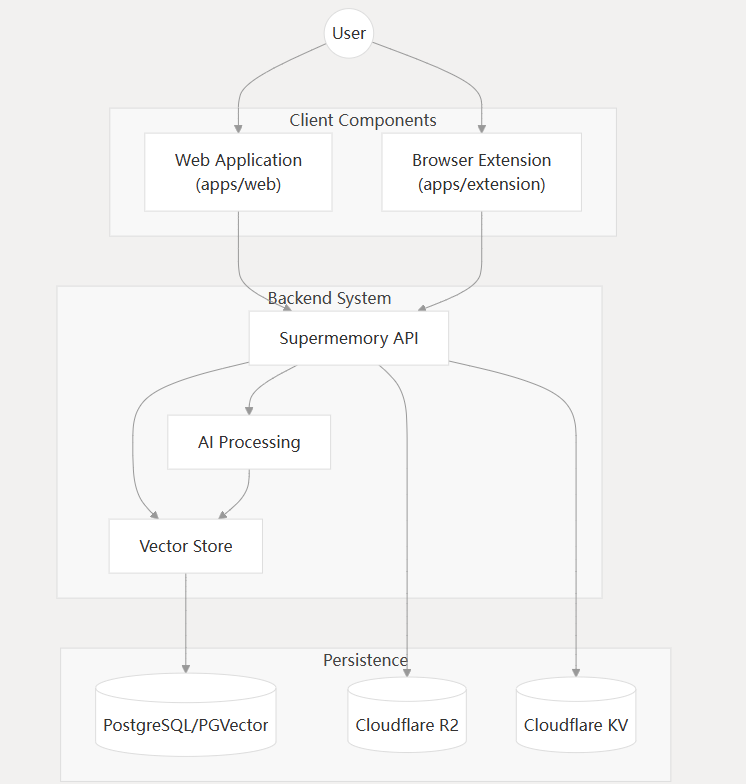 User
Client Components
Web Application
(apps/web)
Browser Extension
(apps/extension)
Backend System
Supermemory API
AI Processing
Vector Store
Persistence
PostgreSQL/PGVector
Cloudflare R2
Cloudflare KV